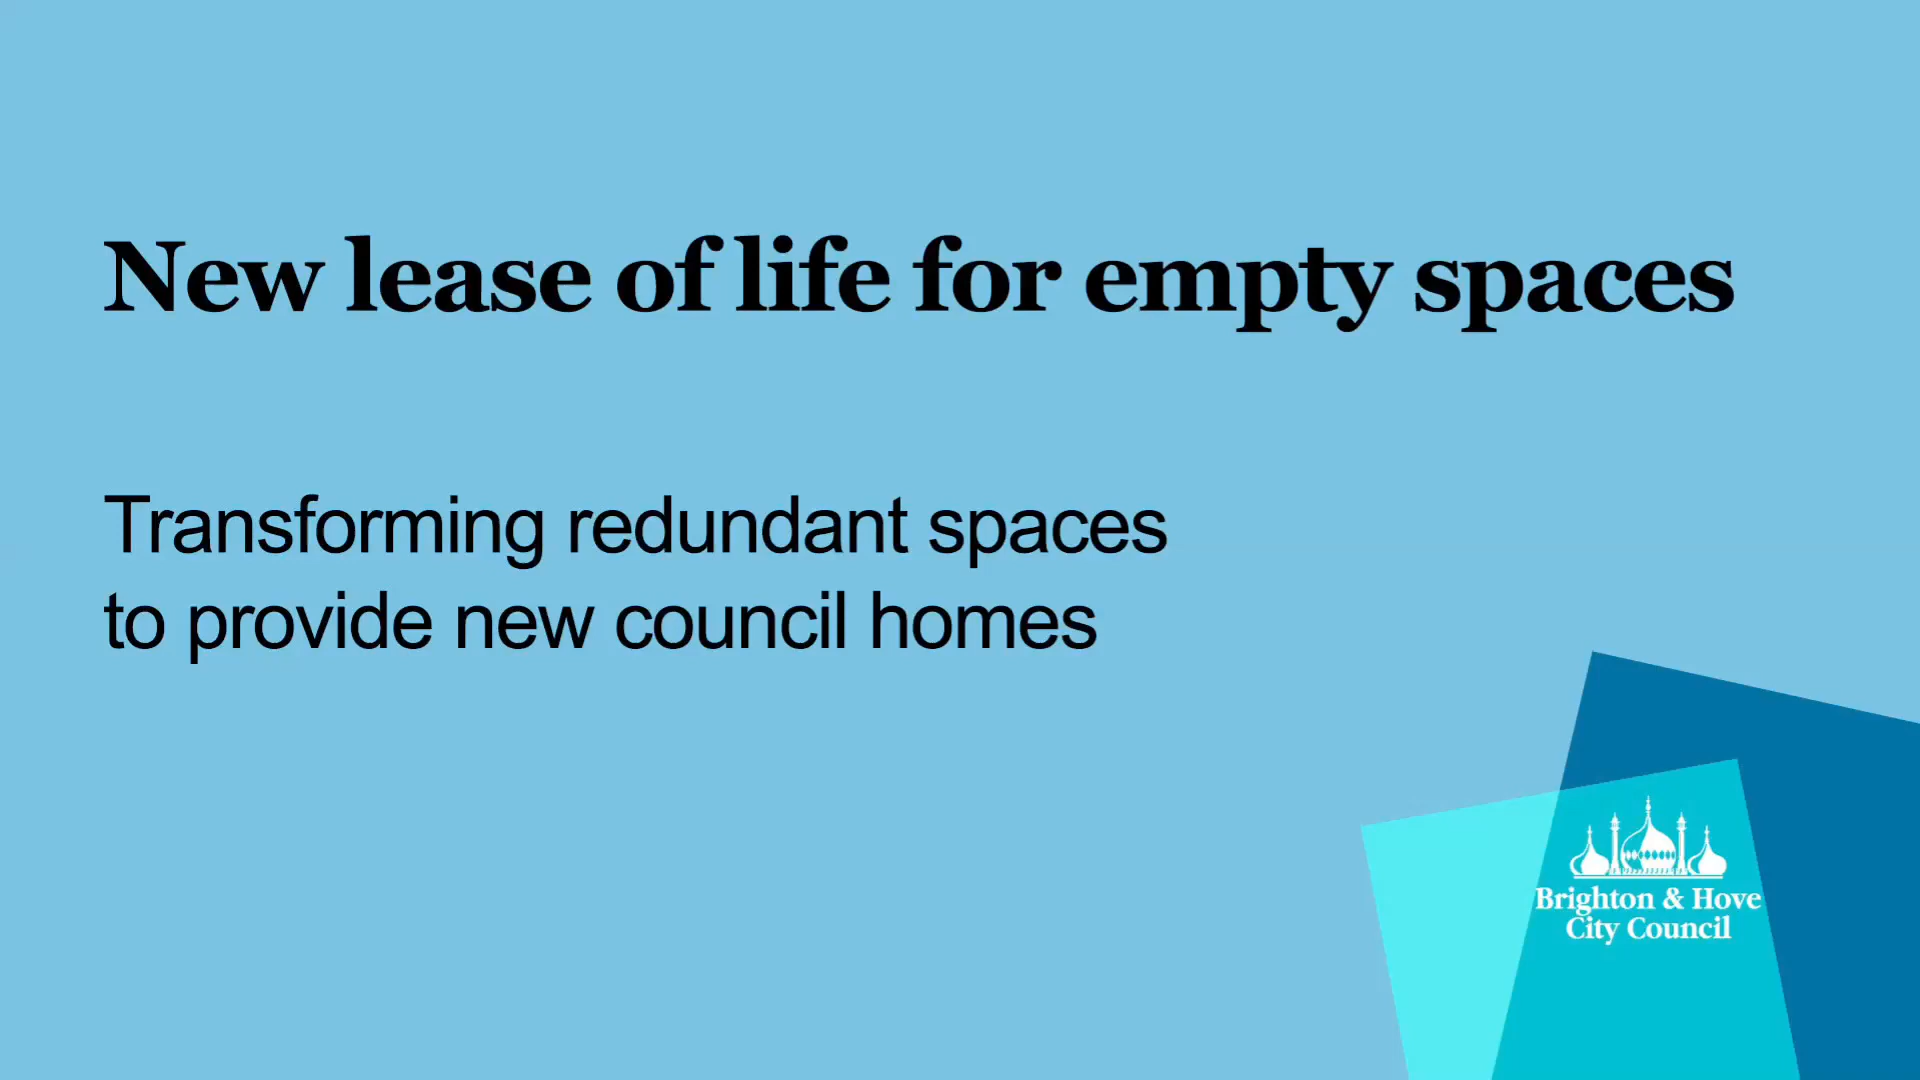 New lease of life for empty spaces
Transforming redundant spaces
to provide new council homes
Brighton & Hove
City Council